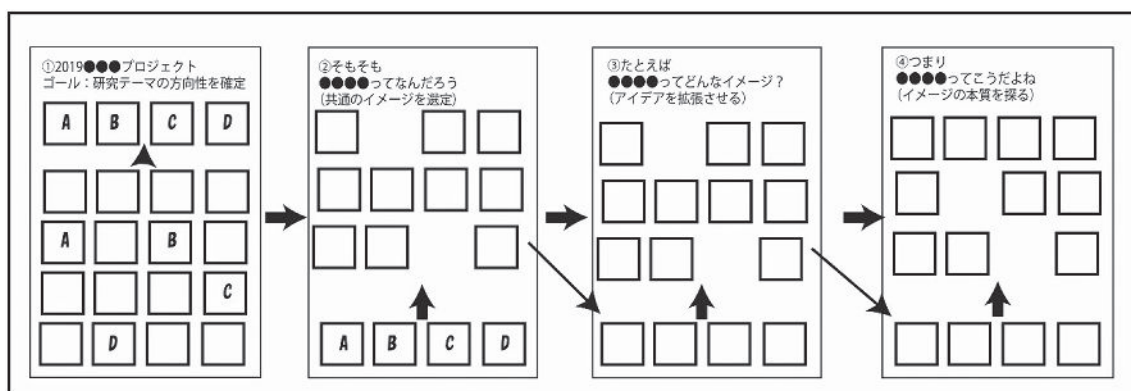 ①2019●●●プロジェクト
ゴール：研究テーマの方向性を確定
A B C D
A B
C
D
②そもそも
●●●●ってなんだろう
(共通のイメージを選定)
A B C D
③たとえば
●●●●ってどんなイメージ？
(アイデアを拡張させる)
④つまり
●●●●ってこうだよね
(イメージの本質を探る)